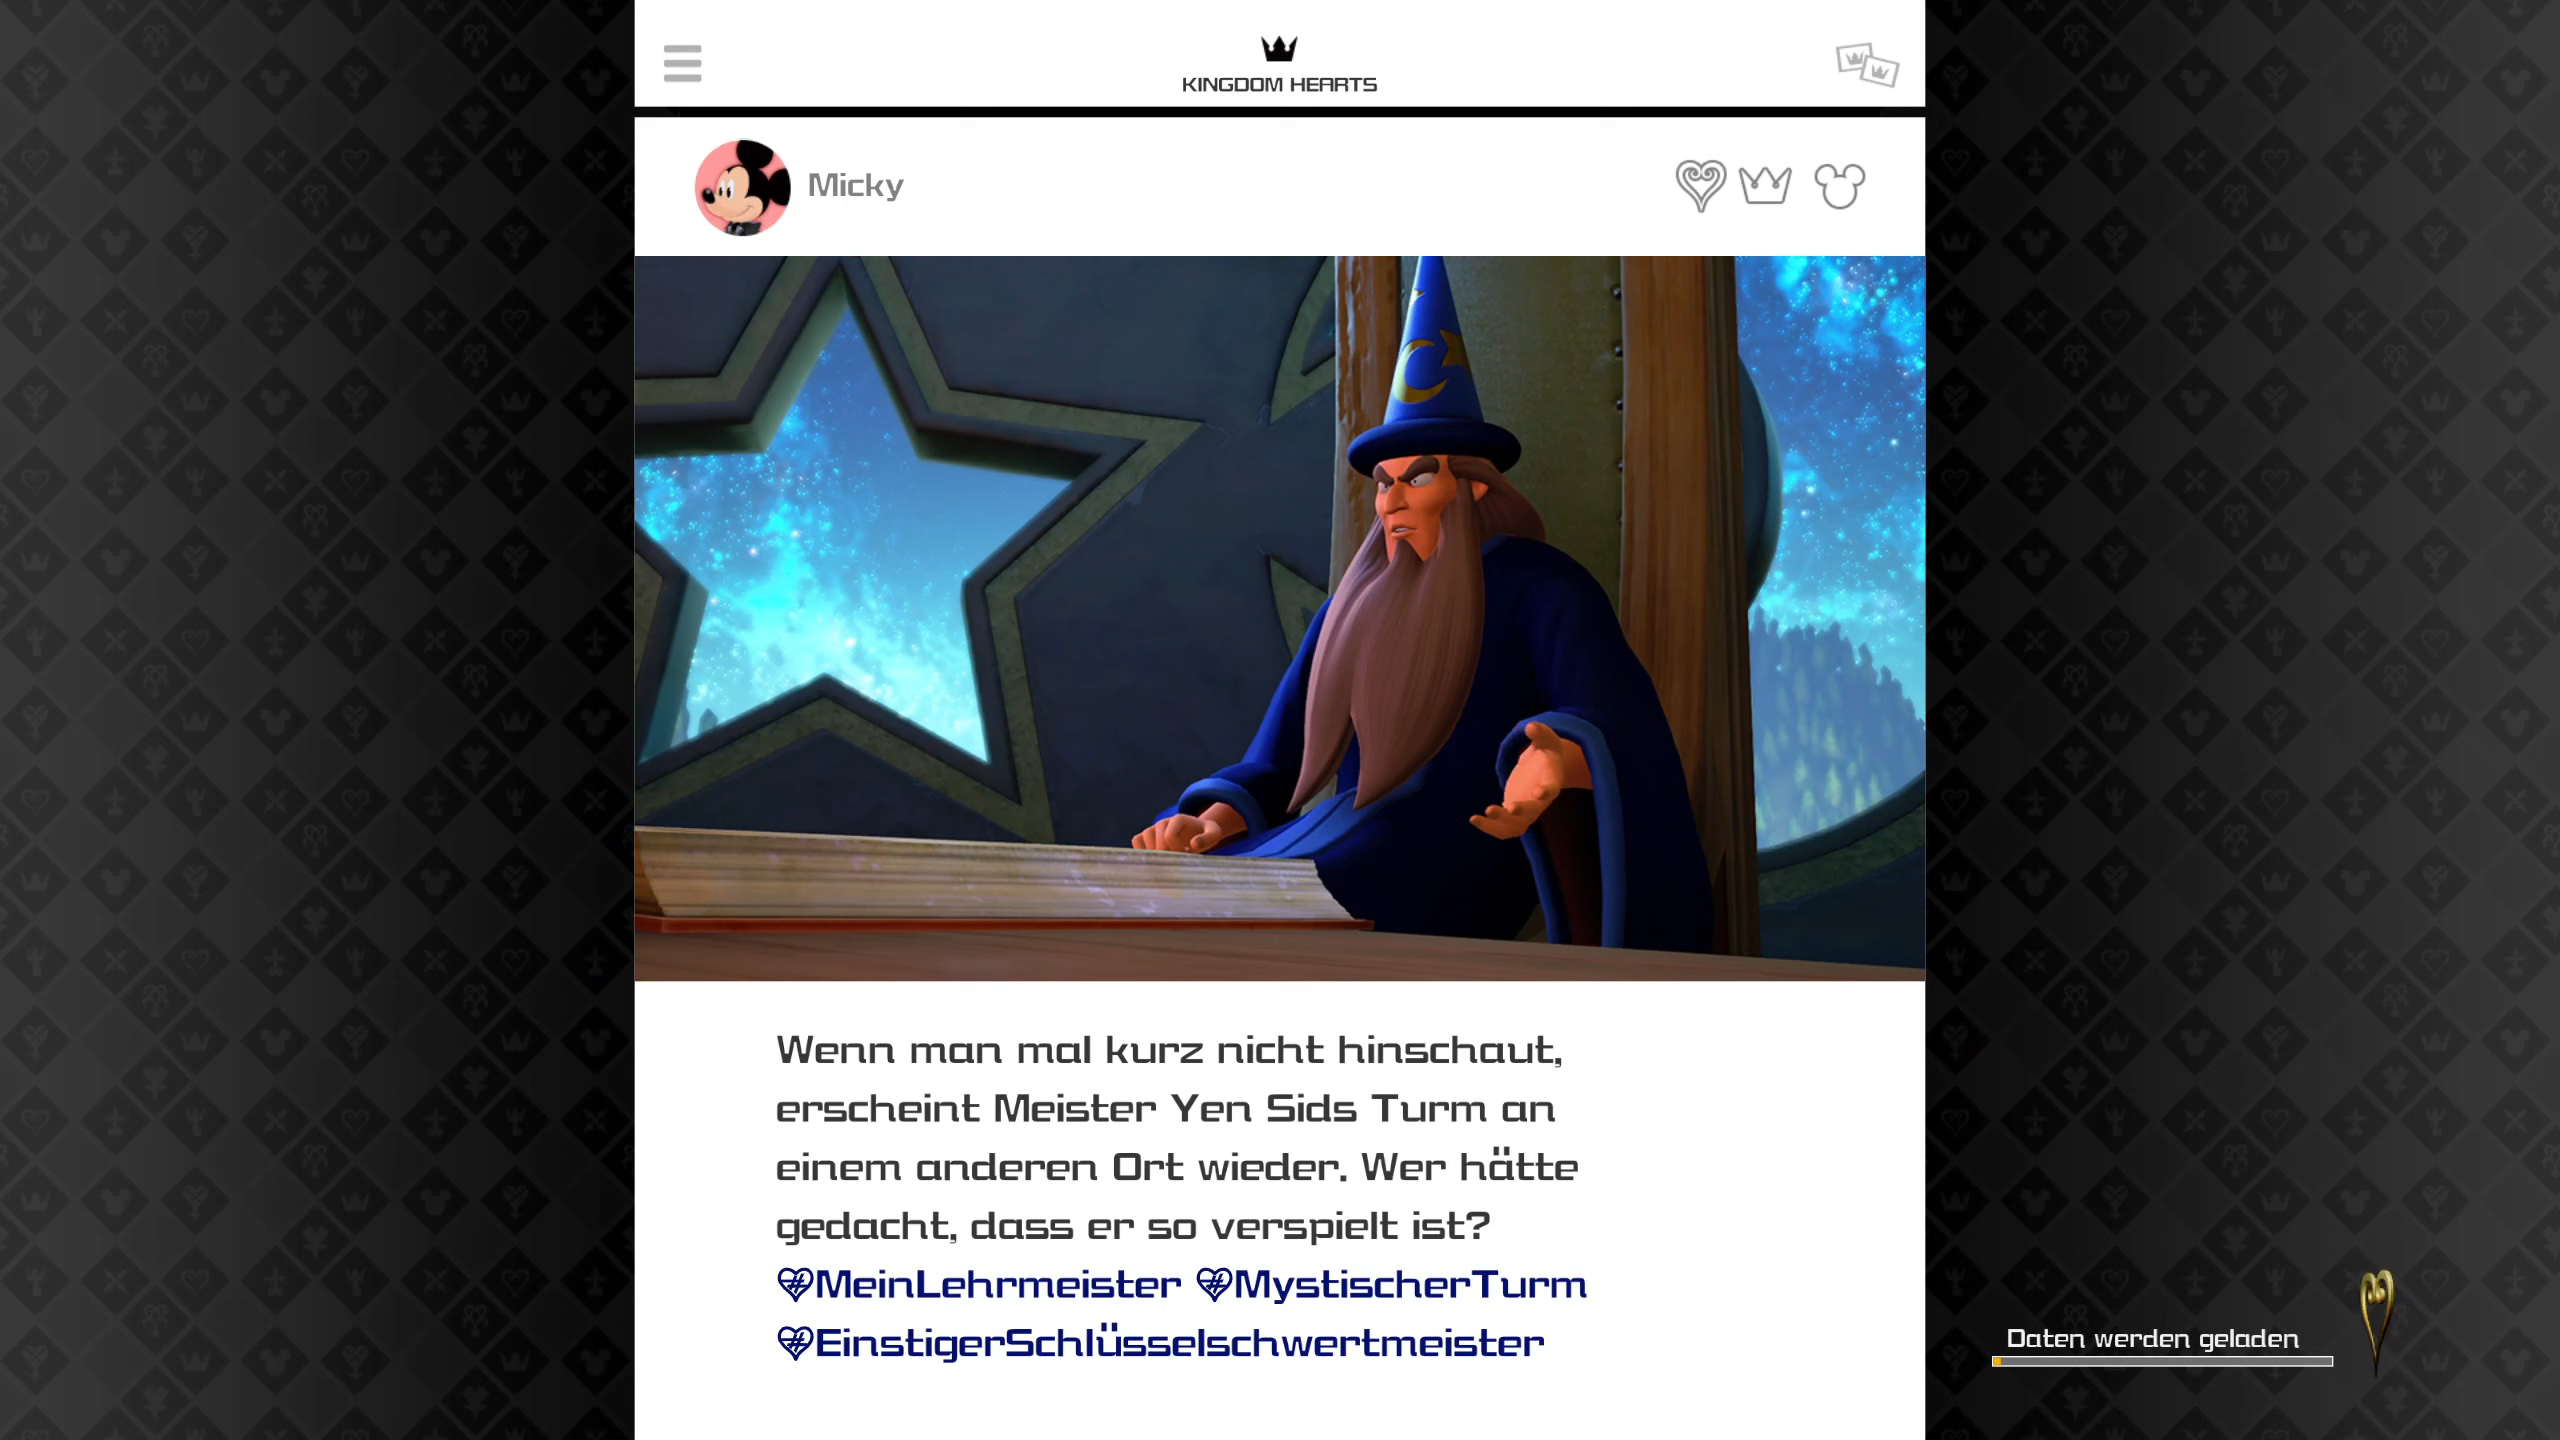 KINGDOM HEARTS
Micky
Wenn man mal kurz nicht hinschaut,
erscheint Meister Yen Sids Turm an
einem anderen Ort wieder. Wer hätte
gedacht, dass er so verspielt ist?
#MeinLehrmeister #MystischerTurm
#EinstigerSchlüsselschwertmeister
Daten werden geladen